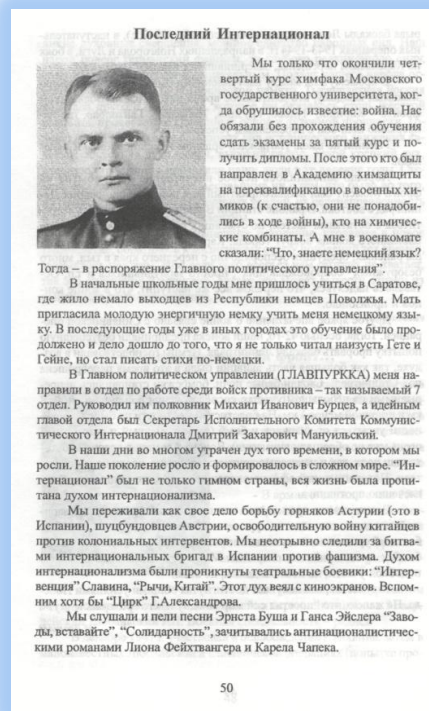 Последний Интернационал
Мы только что окончили чет-
вертый курс химфака Московского
государственного университета, ког-
да обрушилось известие: война. Нас
обязали без прохождения обучения
сдать экзамены за пятый курс и по-
лучить дипломы. После этого кто был
направлен в Академию химзащиты
на переквалификацию в военных хи-
миков (к счастью, они не понадоби-
лись в ходе войны), кто на химичес-
кие комбинаты. А мне в военкомате
сказали: “Что, знаете немецкий язык?
Тогда – в распоряжение Главного политического управления”.
В начальные школьные годы мне пришлось учиться в Саратове,
где жило немало выходцев из Республики немцев Поволжья. Мать
пригласила молодую энергичную немку учить меня немецкому язы-
ку. В последующие годы уже в иных городах это обучение было про-
должено и дело дошло до того, что я не только читал наизусть Гете и
Гейне, но стал писать стихи по-немецки.
В Главном политическом управлении (ГЛАВПУРККА) меня на-
правили в отдел по работе среди войск противника – так называемый 7
отдел. Руководил им полковник Михаил Иванович Бурцев, а идейным
главой отдела был Секретарь Исполнительного Комитета Коммунис-
тического Интернационала Дмитрий Захарович Мануильский.
В наши дни во многом утрачен дух того времени, в котором мы
росли. Наше поколение росло и формировалось в сложном мире. “Ин-
тернационал” был не только гимном страны, вся жизнь была пропи-
тана духом интернационализма.
Мы переживали как свое дело борьбу горняков Астурии (это в
Испании), шуцбундовцев Австрии, освободительную войну китайцев
против колониальных интервентов. Мы неотрывно следили за битва-
ми интернациональных бригад в Испании против фашизма. Духом
интернационализма были проникнуты театральные боевики: “Интер-
венция” Славина, “Рычи, Китай”. Этот дух веял с киноэкранов. Вспом-
ним хотя бы “Цирк” Г.Александрова.
Мы слушали и пели песни Эрнста Буша и Ганса Эйслера “Заво-
ды, вставайте”, “Солидарность”, зачитывались антинационалистичес-
кими романами Лиона Фейхтвангера и Карела Чапека.
50